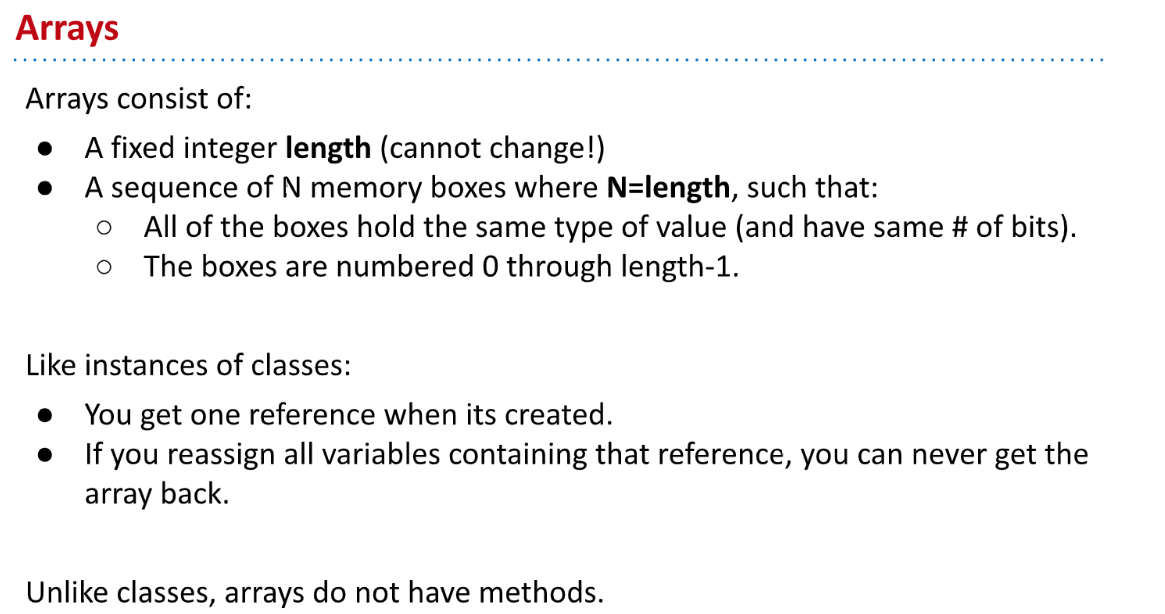 Arrays
Arrays consist of:
● A fixed integer length (cannot change!)
● A sequence of N memory boxes where N=length, such that:
○ All of the boxes hold the same type of value (and have same # of bits).
○ The boxes are numbered 0 through length-1.
Like instances of classes:
● You get one reference when its created.
● If you reassign all variables containing that reference, you can never get the
array back.
Unlike classes, arrays do not have methods.